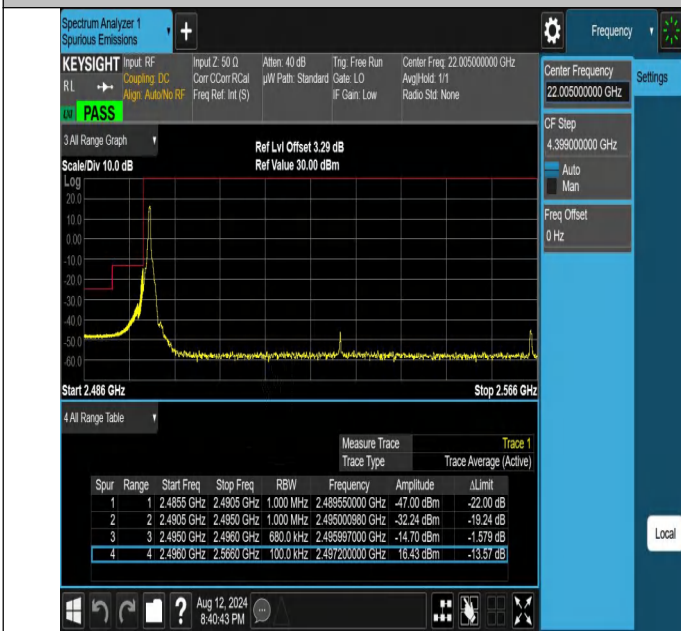 Spectrum Analyzer 1
Spurious Emissions
+
Frequency
KEYSIGHT
RL
PASS
Input: RF
Coupling: DC
Align: Auto/No RF
Input Z: 50 Ω
Corr CCorr RCal
Freq Ref: Int (S)
Atten: 40 dB
µW Path: Standard
Trig: Free Run
Gate: LO
IF Gain: Low
Center Freq: 22.005000000 GHz
Avg|Hold: 1/1
Radio Std: None
Center Frequency
22.005000000 GHz
Settings
CF Step
4.399000000 GHz
Auto
Man
Freq Offset
0 Hz
Local
3 All Range Graph
Scale/Div 10.0 dB
Ref Lvl Offset 3.29 dB
Ref Value 30.00 dBm
Log
20.0
10.0
0.00
-10.0
-20.0
-30.0
-40.0
-50.0
-60.0
Start 2.486 GHz
Stop 2.566 GHz
4 All Range Table
Measure Trace Trace 1
Trace Type Trace Average (Active)
Spur Range Start Freq Stop Freq RBW Frequency Amplitude ΔLimit
1 1 2.4855 GHz 2.4905 GHz 1.000 MHz 2.489550000 GHz -47.00 dBm -22.00 dB
2 2 2.4905 GHz 2.4950 GHz 1.000 MHz 2.495000980 GHz -32.24 dBm -19.24 dB
3 3 2.4950 GHz 2.4960 GHz 680.0 kHz 2.495997000 GHz -14.70 dBm -1.579 dB
4 4 2.4960 GHz 2.5660 GHz 100.0 kHz 2.497200000 GHz 16.43 dBm -13.57 dB
?
Aug 12, 2024
8:40:43 PM